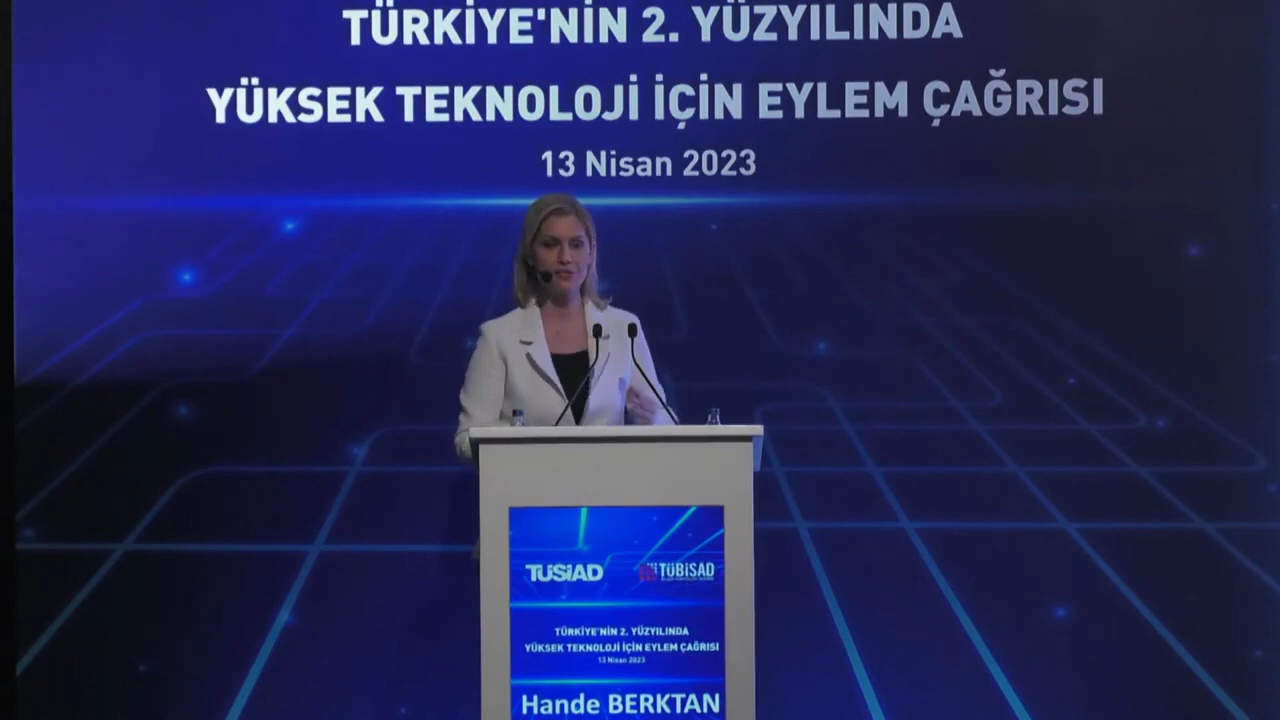 TÜRKİYE'NİN 2. YÜZYILINDA
YÜKSEK TEKNOLOJİ İÇİN EYLEM ÇAĞRISI
13 Nisan 2023
TÜSİAD
TÜBİSAD
TÜRKİYE'NİN 2. YÜZYILINDA
YÜKSEK TEKNOLOJİ İÇİN EYLEM ÇAĞRISI
13 Nisan 2023
Hande BERKTAN